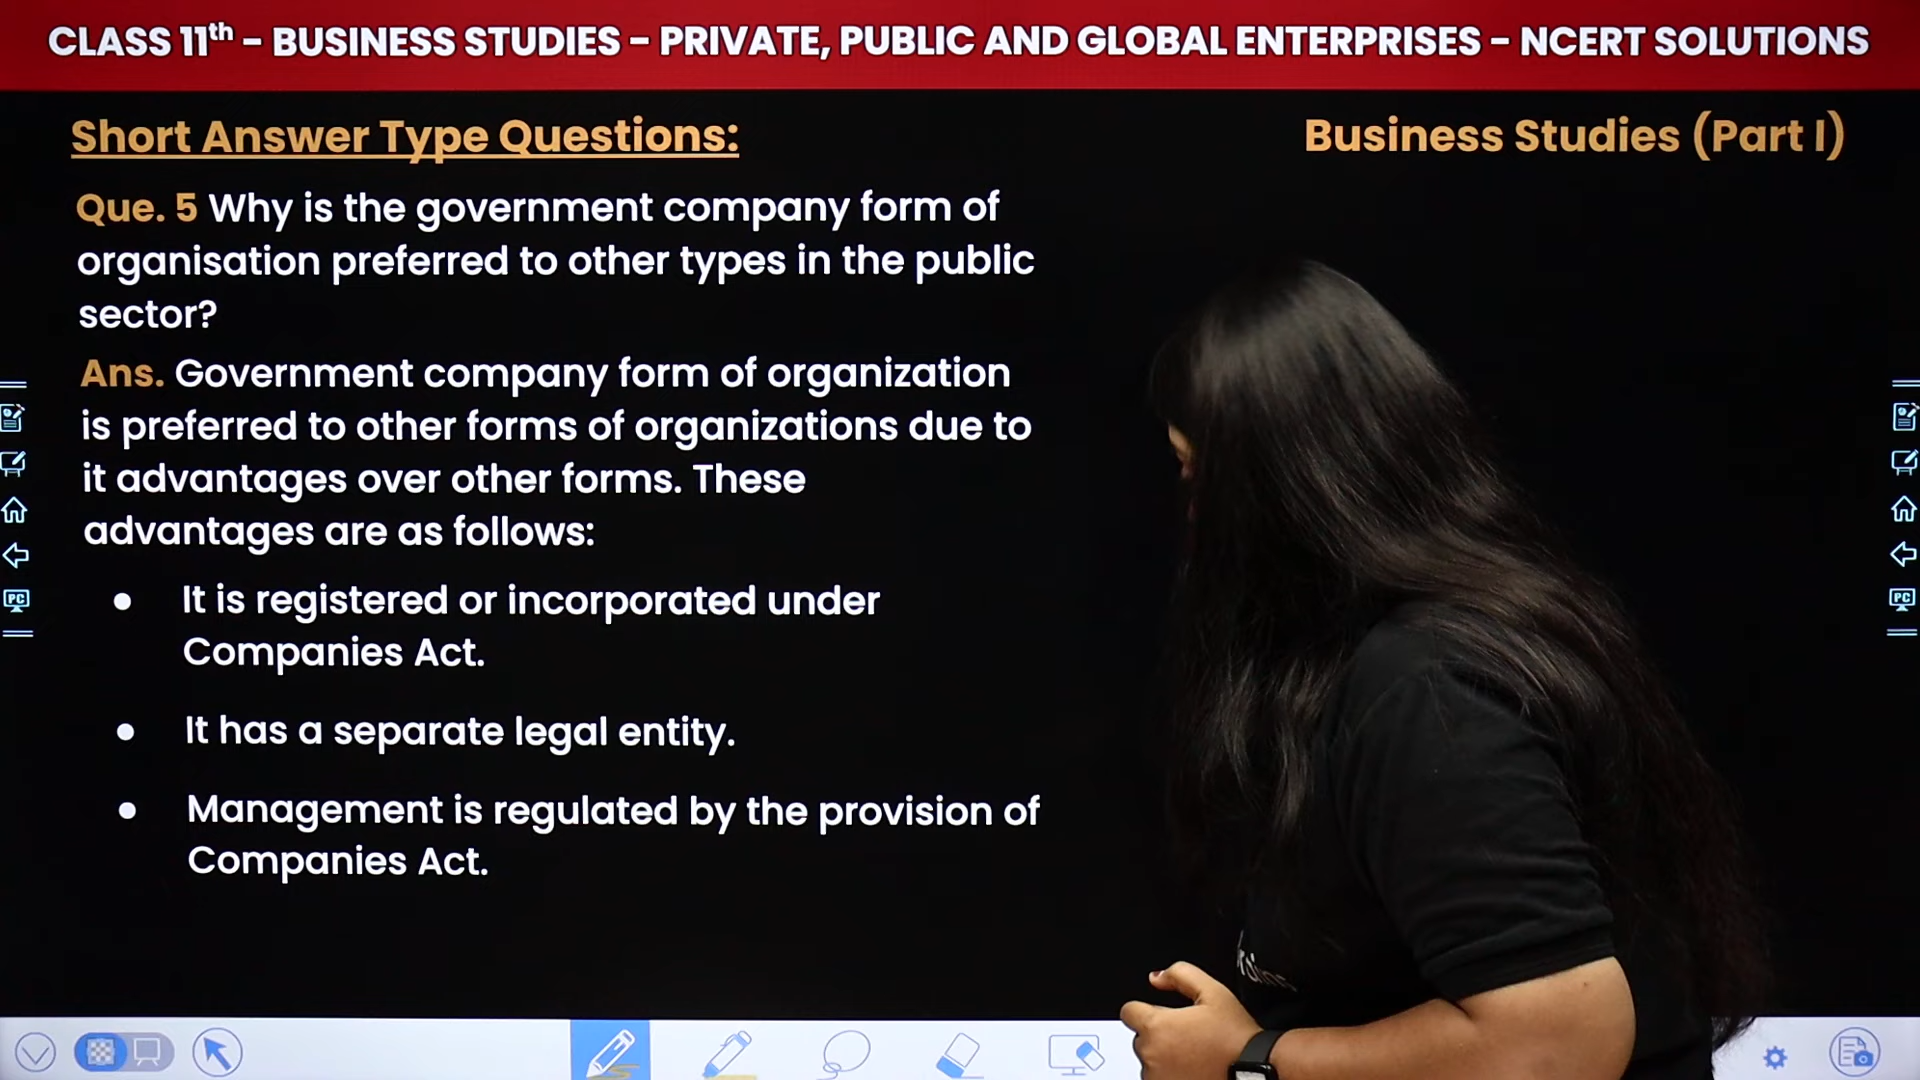 CLASS 11th – BUSINESS STUDIES – PRIVATE, PUBLIC AND GLOBAL ENTERPRISES – NCERT SOLUTIONS
Short Answer Type Questions:
Business Studies (Part I)
Que. 5 Why is the government company form of
organisation preferred to other types in the public
sector?
Ans. Government company form of organization
is preferred to other forms of organizations due to
it advantages over other forms. These
advantages are as follows:
● It is registered or incorporated under
Companies Act.
● It has a separate legal entity.
● Management is regulated by the provision of
Companies Act.
PC
PC